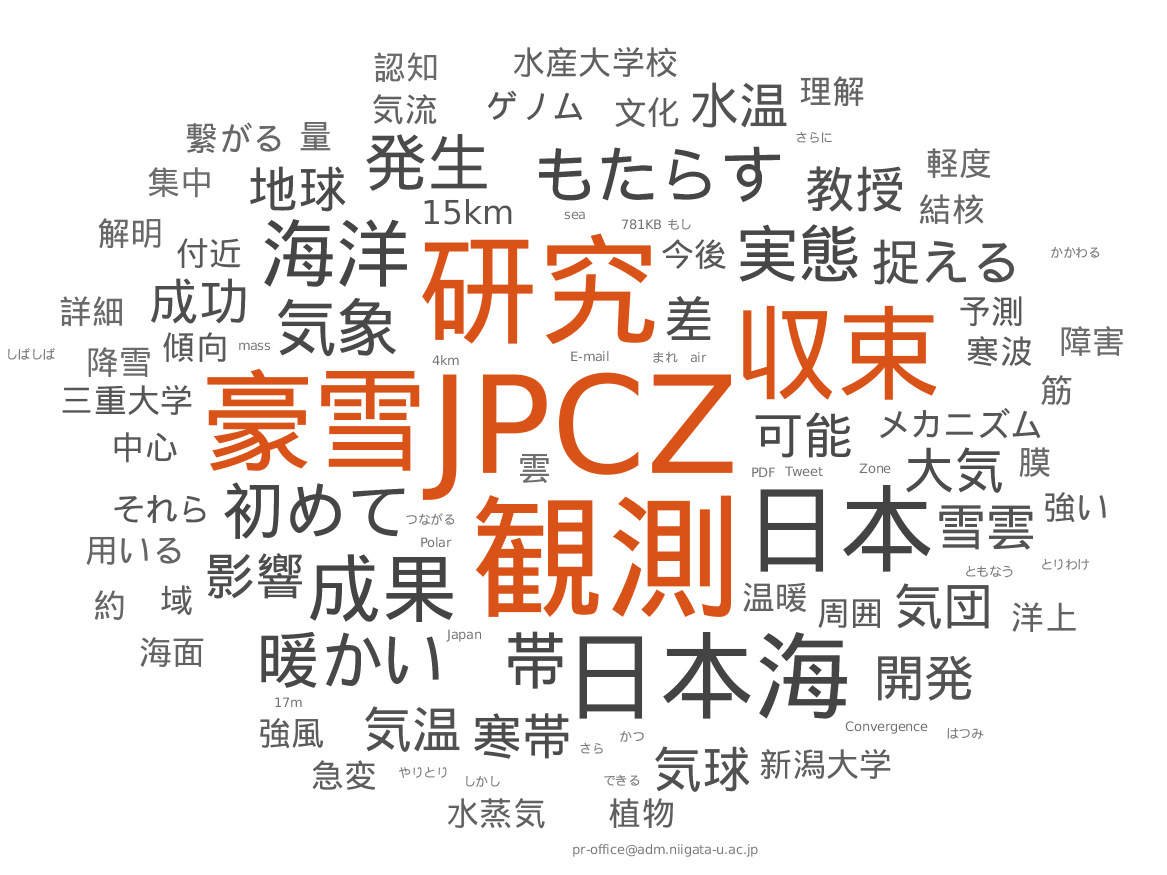 認知 水産大学校
気流 ゲノム 文化 水温 理解
繋がる 量 発生 もたらす さらに 軽度
集中 地球 教授 結核
15km sea 781KB もし
解明 付近 海洋 研究 今後 実態 捉える かかわる
詳細 成功 気象 差 収束 予測
しばしば 降雪 傾向 mass 4km E-mail まれ air 寒波 障害
三重大学 豪雪 JPCZ 筋
中心 雲 可能 メカニズム
PDF Tweet Zone 大気 膜
それら 初めて つながる 観測 日本 雪雲 強い
用いる Polar
約 域 影響 成果 温暖 周囲 気団 ともなう とりわけ 洋上
海面 暖かい Japan 帯 日本海 開発
17m
強風 気温 寒帯 さら かつ Convergence はつみ
急変 やりとり しかし できる 気球 新潟大学
水蒸気 植物
pr-office@adm.niigata-u.ac.jp